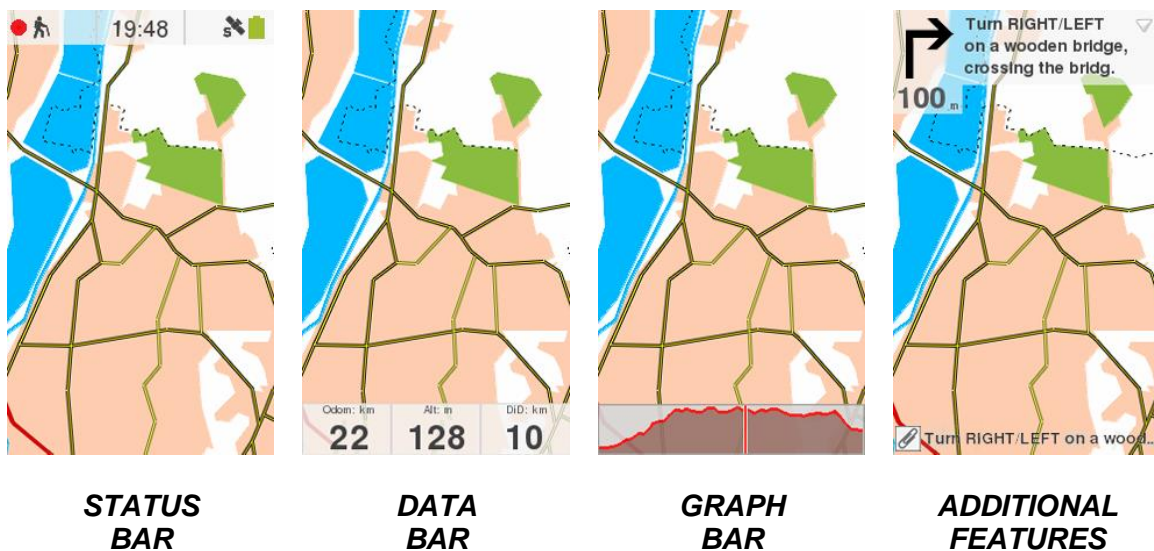 19:48
S
Odom: km
Alt: m
DiD: km
22
128
10
Turn RIGHT/LEFT
on a wooden bridge,
crossing the bridg.
100 m
Turn RIGHT/LEFT on a wood..
STATUS
BAR
DATA
BAR
GRAPH
BAR
ADDITIONAL
FEATURES